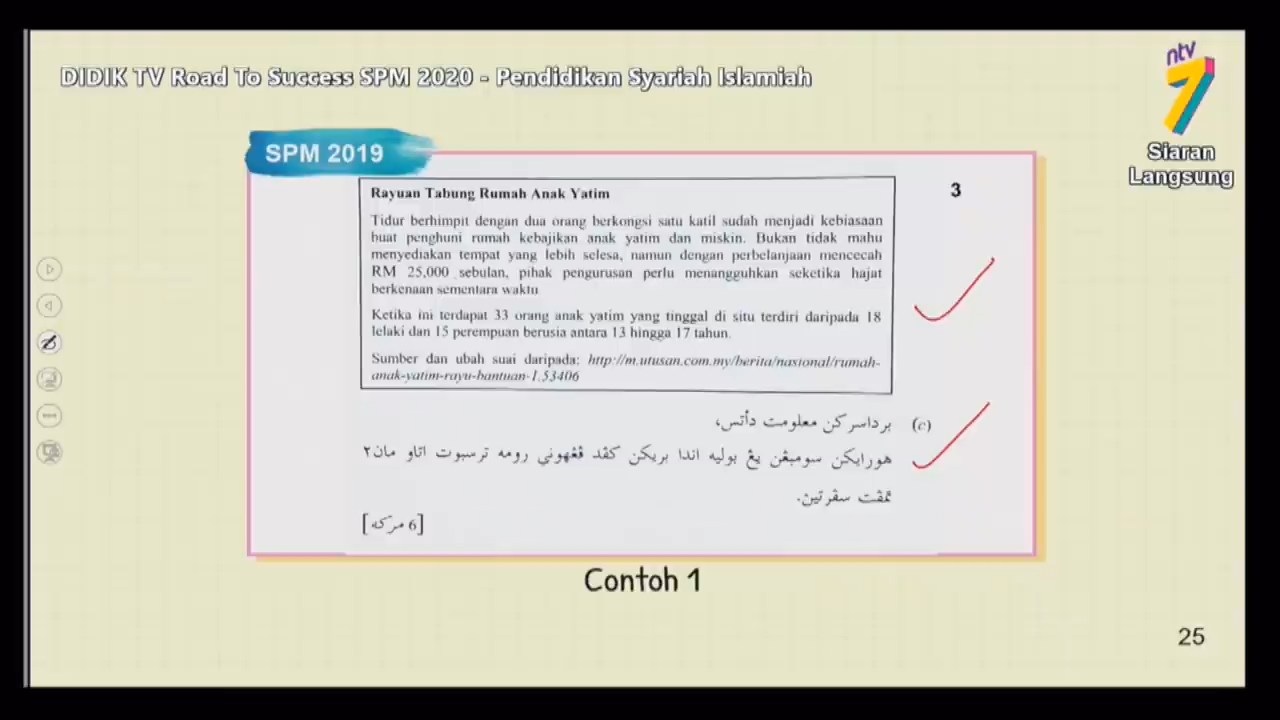 DIDIK TV Road To Success SPM 2020 - Pendidikan Syariah Islamiah
ntv
7
Siaran
Langsung
SPM 2019
3
Rayuan Tabung Rumah Anak Yatim
Tidur berhimpit dengan dua orang berkongsi satu katil sudah menjadi kebiasaan
buat penghuni rumah kebajikan anak yatim dan miskin. Bukan tidak mahu
menyediakan tempat yang lebih selesa, namun dengan perbelanjaan mencecah
RM 25,000 sebulan, pihak pengurusan perlu menangguhkan seketika hajat
berkenaan sementara waktu
Ketika ini terdapat 33 orang anak yatim yang tinggal di situ terdiri daripada 18
lelaki dan 15 perempuan berusia antara 13 hingga 17 tahun.
Sumber dan ubah suai daripada: http://m.utusan.com.my/berita/nasional/rumah-
anak-yatim-rayu-bantuan-1.53406
(c) برداسركن معلومت دأتس،
هورايكن سومبڠن يڠ بوليه اندا بريكن كڤد ڤڠهوني رومه ترسبوت اتاو مان٢
تمڤت سڤرتين.
[6 مركه]
Contoh 1
25